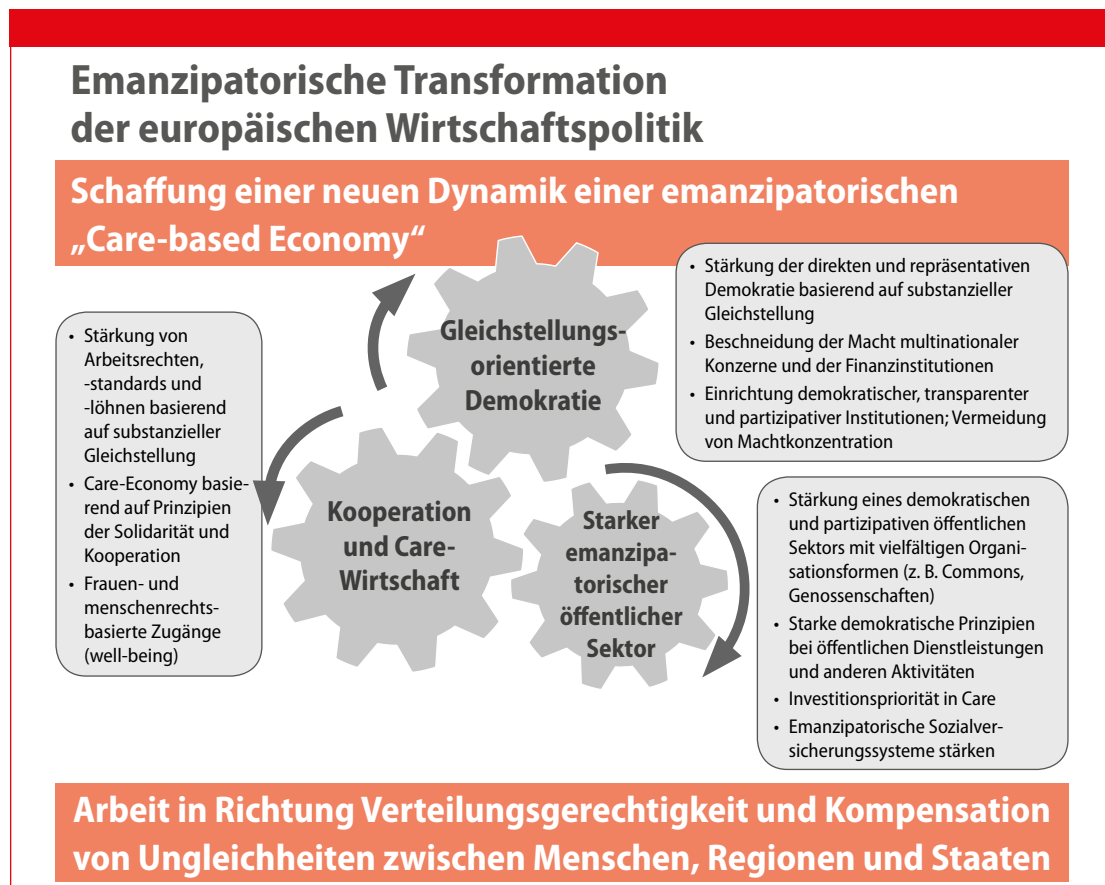 Emanzipatorische Transformation
der europäischen Wirtschaftspolitik
Schaffung einer neuen Dynamik einer emanzipatorischen
„Care-based Economy“
Gleichstellungs-
orientierte
Demokratie
• Stärkung der direkten und repräsentativen
Demokratie basierend auf substanzieller
Gleichstellung
• Beschneidung der Macht multinationaler
Konzerne und der Finanzinstitutionen
• Einrichtung demokratischer, transparenter
und partizipativer Institutionen; Vermeidung
von Machtkonzentration
• Stärkung von
Arbeitsrechten,
-standards und
-löhnen basierend
auf substanzieller
Gleichstellung
• Care-Economy basie-
rend auf Prinzipien
der Solidarität und
Kooperation
• Frauen- und
menschenrechts-
basierte Zugänge
(well-being)
Kooperation
und Care-
Wirtschaft
Starker
emanzipa-
torischer
öffentlicher
Sektor
• Stärkung eines demokratischen
und partizipativen öffentlichen
Sektors mit vielfältigen Organi-
sationsformen (z. B. Commons,
Genossenschaften)
• Starke demokratische Prinzipien
bei öffentlichen Dienstleistungen
und anderen Aktivitäten
• Investitionspriorität in Care
• Emanzipatorische Sozialver-
sicherungssysteme stärken
Arbeit in Richtung Verteilungsgerechtigkeit und Kompensation
von Ungleichheiten zwischen Menschen, Regionen und Staaten